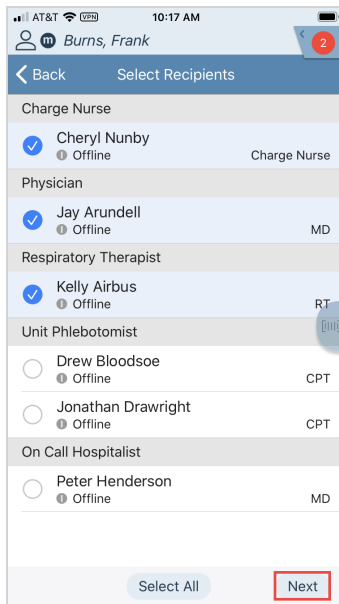 AT&T VPN 10:17 AM
m Burns, Frank 2
Back Select Recipients
Charge Nurse
Cheryl Nunby
Offline Charge Nurse
Physician
Jay Arundell
Offline MD
Respiratory Therapist
Kelly Airbus
Offline RT
Unit Phlebotomist
Drew Bloodsoe
Offline CPT
Jonathan Drawright
Offline CPT
On Call Hospitalist
Peter Henderson
Offline MD
Select All Next